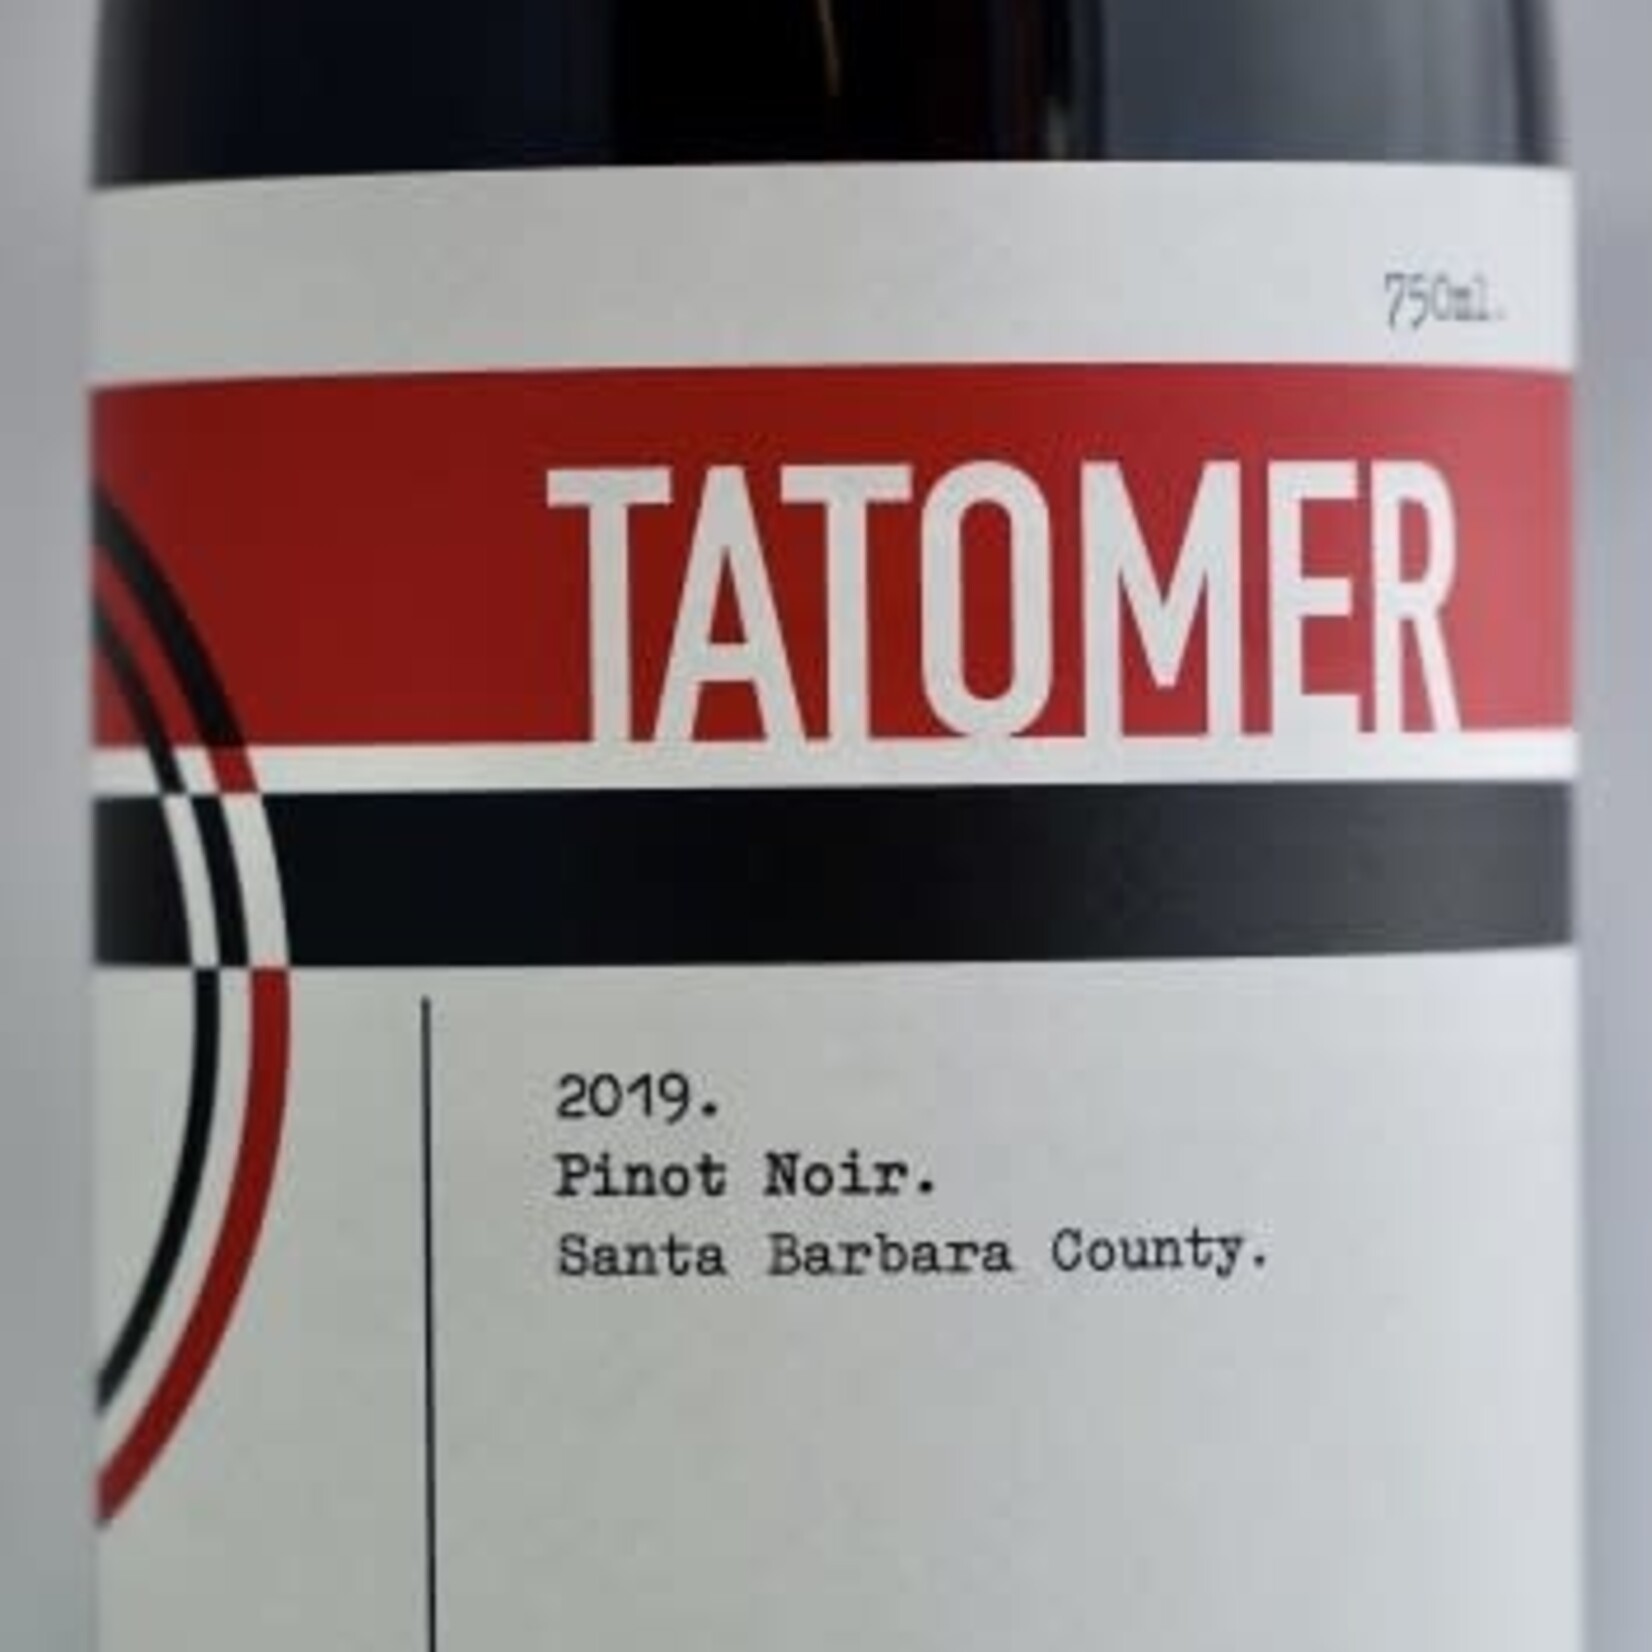 750ml.
TATOMER
2019.
Pinot Noir.
Santa Barbara County.